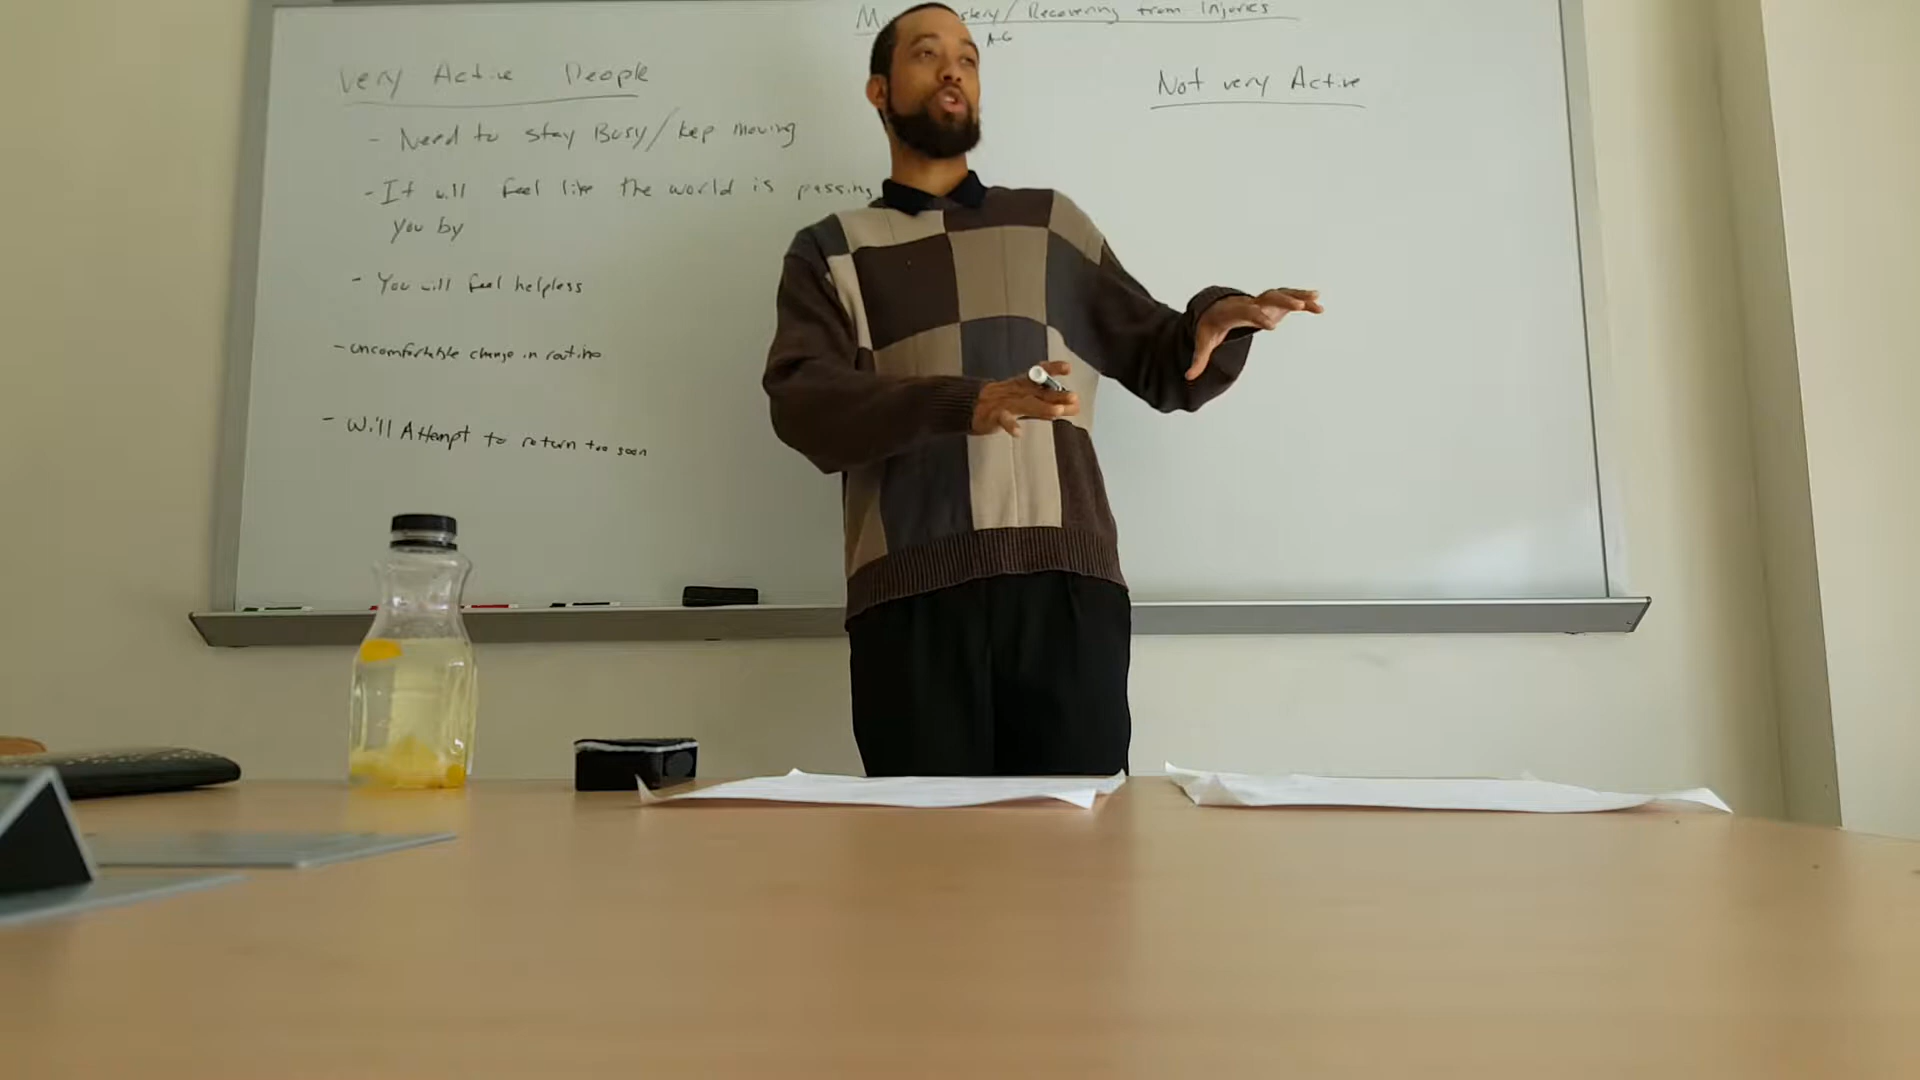 stery/ Recovering from Injuries
A-G
Very Active People
- Need to stay Busy/kep moving
- It will feel like the world is passing
you by
- You will feel helpless
- uncomfortable change in routine
- Will Attempt to return too soon
Not very Active